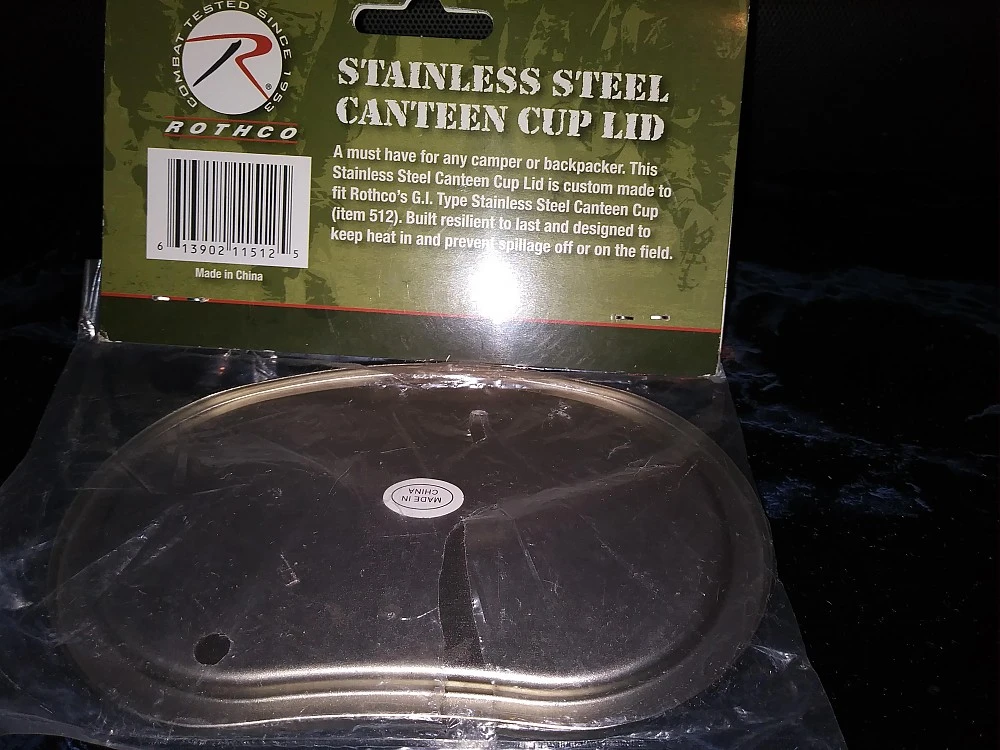 COMBAT TESTED SINCE 1953
R
®
ROTHCO
6 13902 11512 5
Made in China
STAINLESS STEEL
CANTEEN CUP LID
A must have for any camper or backpacker. This
Stainless Steel Canteen Cup Lid is custom made to
fit Rothco's G.I. Type Stainless Steel Canteen Cup
(item 512). Built resilient to last and designed to
keep heat in and prevent spillage off or on the field.
MADE IN
CHINA